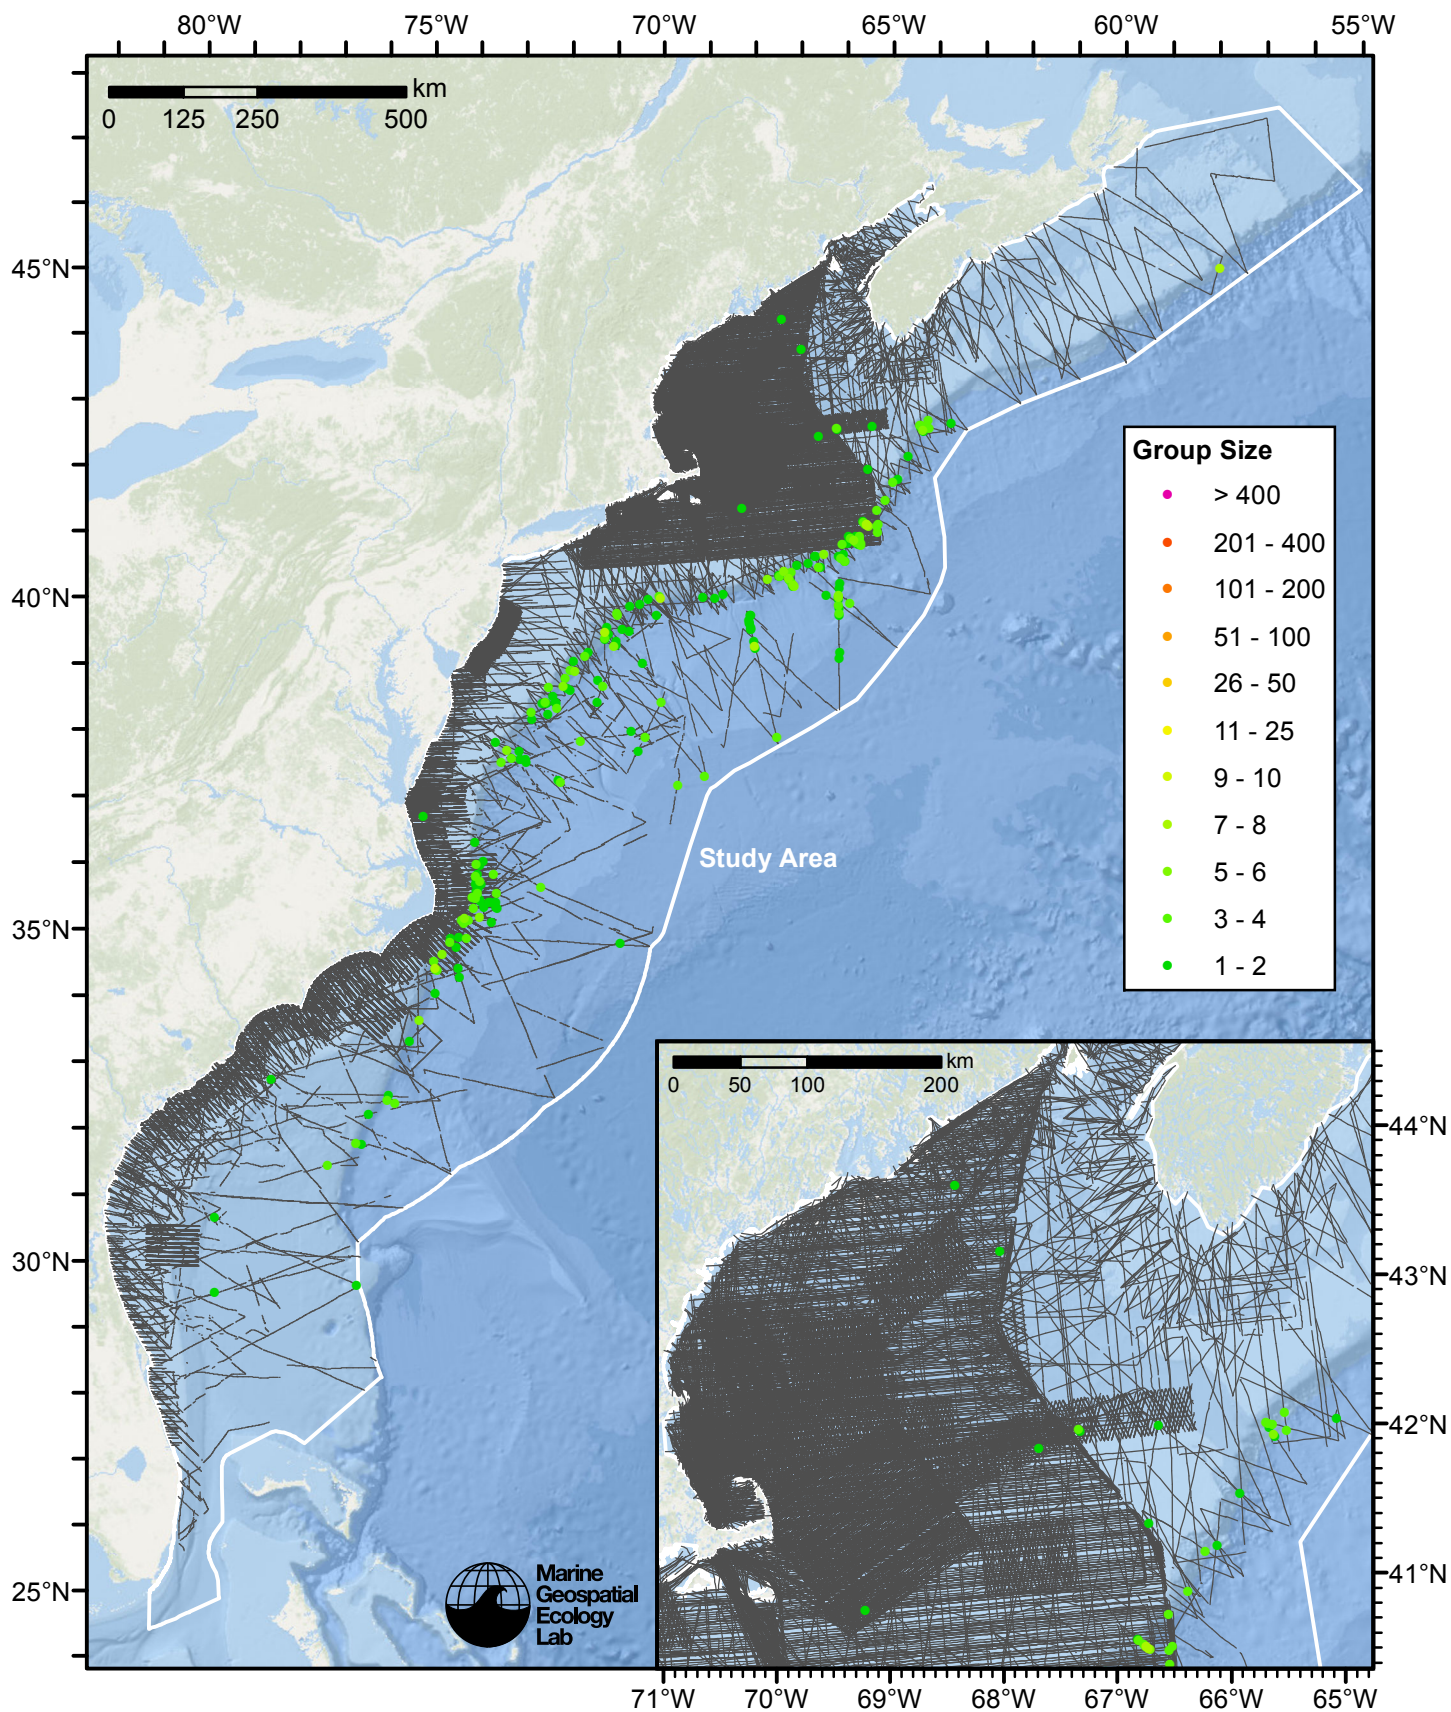 80°W 75°W 70°W 65°W 60°W 55°W
km
0 125 250 500
45°N
40°N
35°N
30°N
25°N
Group Size
> 400
201 - 400
101 - 200
51 - 100
26 - 50
11 - 25
9 - 10
7 - 8
5 - 6
3 - 4
1 - 2
Study Area
km
0 50 100 200
44°N
43°N
42°N
41°N
Marine
Geospatial
Ecology
Lab
71°W 70°W 69°W 68°W 67°W 66°W 65°W